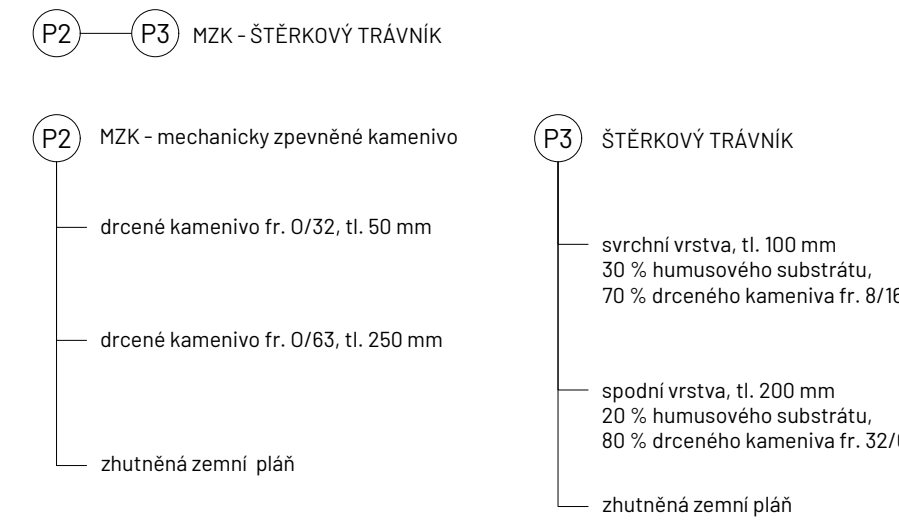 P2 P3 MZK - ŠTĚRKOVÝ TRÁVNÍK
P2 MZK - mechanicky zpevněné kamenivo
drcené kamenivo fr. 0/32, tl. 50 mm
drcené kamenivo fr. 0/63, tl. 250 mm
zhutněná zemní pláň
P3 ŠTĚRKOVÝ TRÁVNÍK
svrchní vrstva, tl. 100 mm
30 % humusového substrátu,
70 % drceného kameniva fr. 8/16
spodní vrstva, tl. 200 mm
20 % humusového substrátu,
80 % drceného kameniva fr.
zhutněná zemní pláň